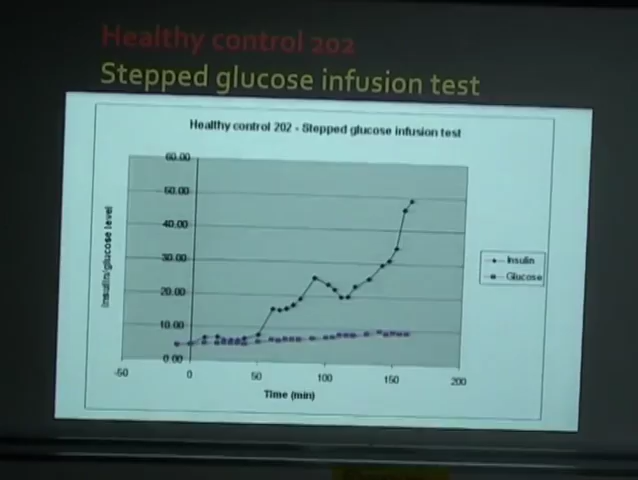 Healthy control 202
Stepped glucose infusion test
Healthy control 202 - Stepped glucose infusion test
60.00
50.00
40.00
30.00
20.00
10.00
0.00
Insulin/glucose level
-50
0
50
100
150
200
Time (min)
Insulin
Glucose